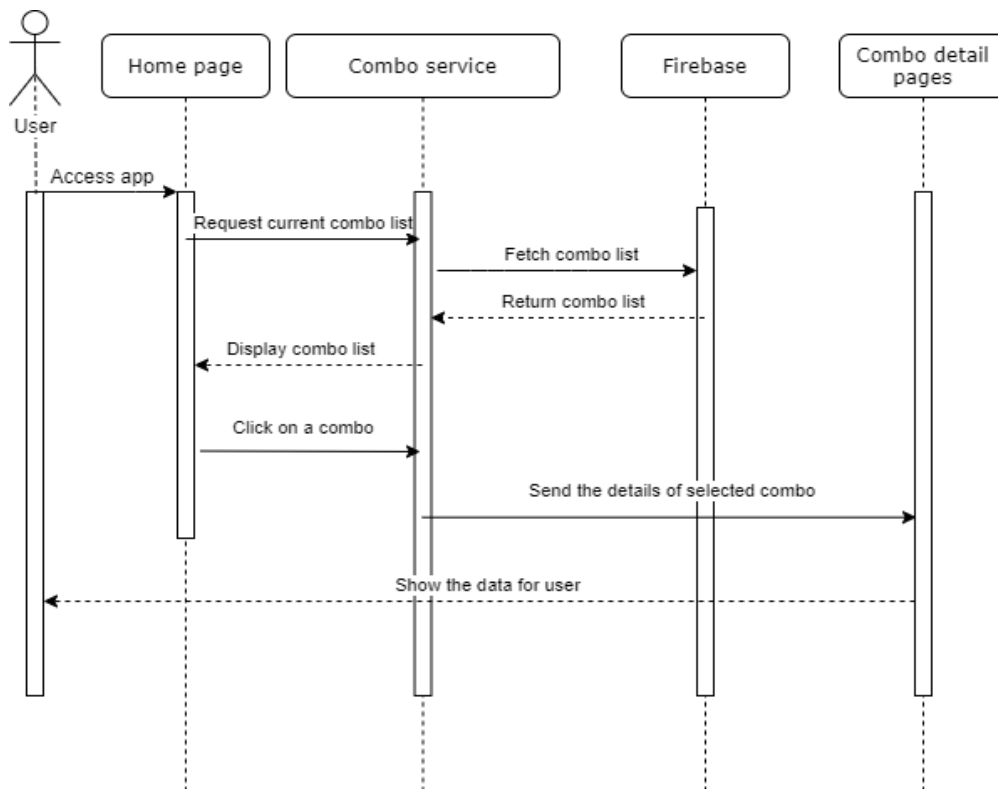 Home page
Combo service
Firebase
Combo detail
pages
User
Access app
Request current combo list
Fetch combo list
Return combo list
Display combo list
Click on a combo
Send the details of selected combo
Show the data for user